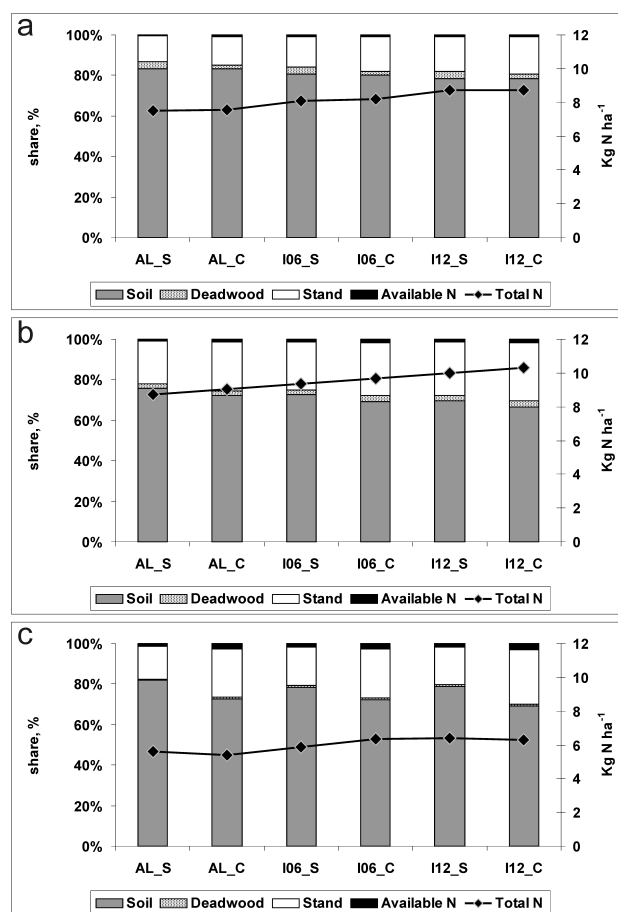 a
100% 12
80% 10
60% 8
40% 6
20% 4
0% 2
0
share, %
Kg N ha-1
AL_S AL_C I06_S I06_C I12_S I12_C
Soil Deadwood Stand Available N Total N
b
100% 12
80% 10
60% 8
40% 6
20% 4
0% 2
0
share, %
Kg N ha-1
AL_S AL_C I06_S I06_C I12_S I12_C
Soil Deadwood Stand Available N Total N
c
100% 12
80% 10
60% 8
40% 6
20% 4
0% 2
0
share, %
Kg N ha-1
AL_S AL_C I06_S I06_C I12_S I12_C
Soil Deadwood Stand Available N Total N